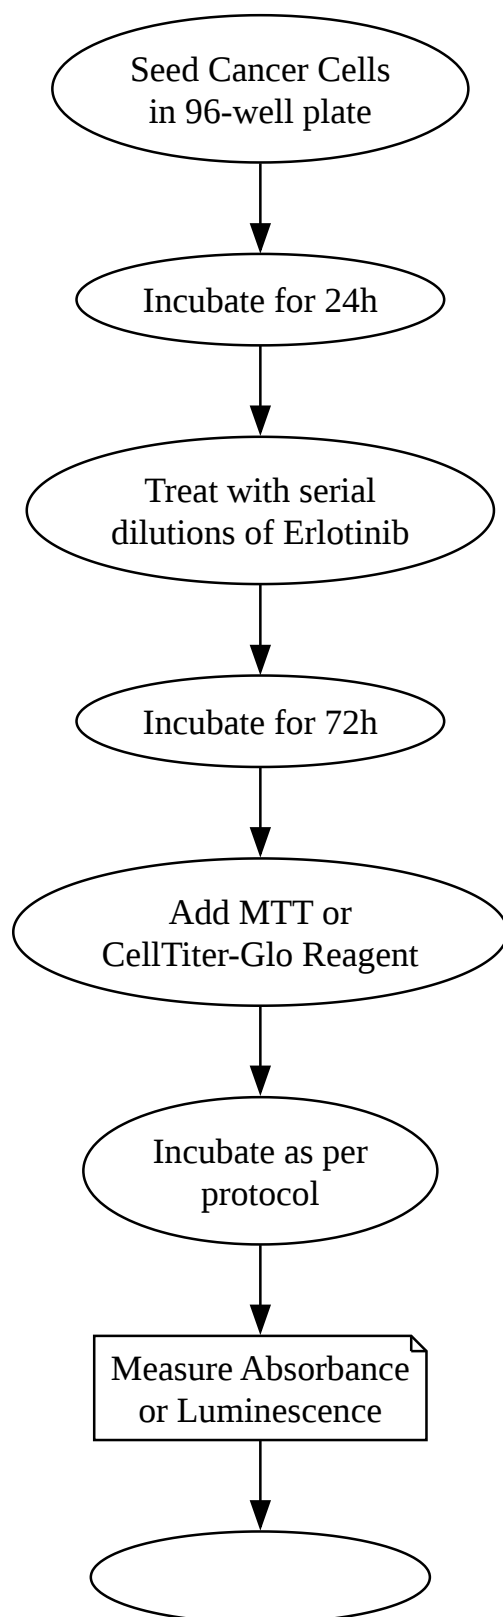 Seed Cancer Cells
in 96-well plate
Incubate for 24h
Treat with serial
dilutions of Erlotinib
Incubate for 72h
Add MTT or
CellTiter-Glo Reagent
Incubate as per
protocol
Measure Absorbance
or Luminescence